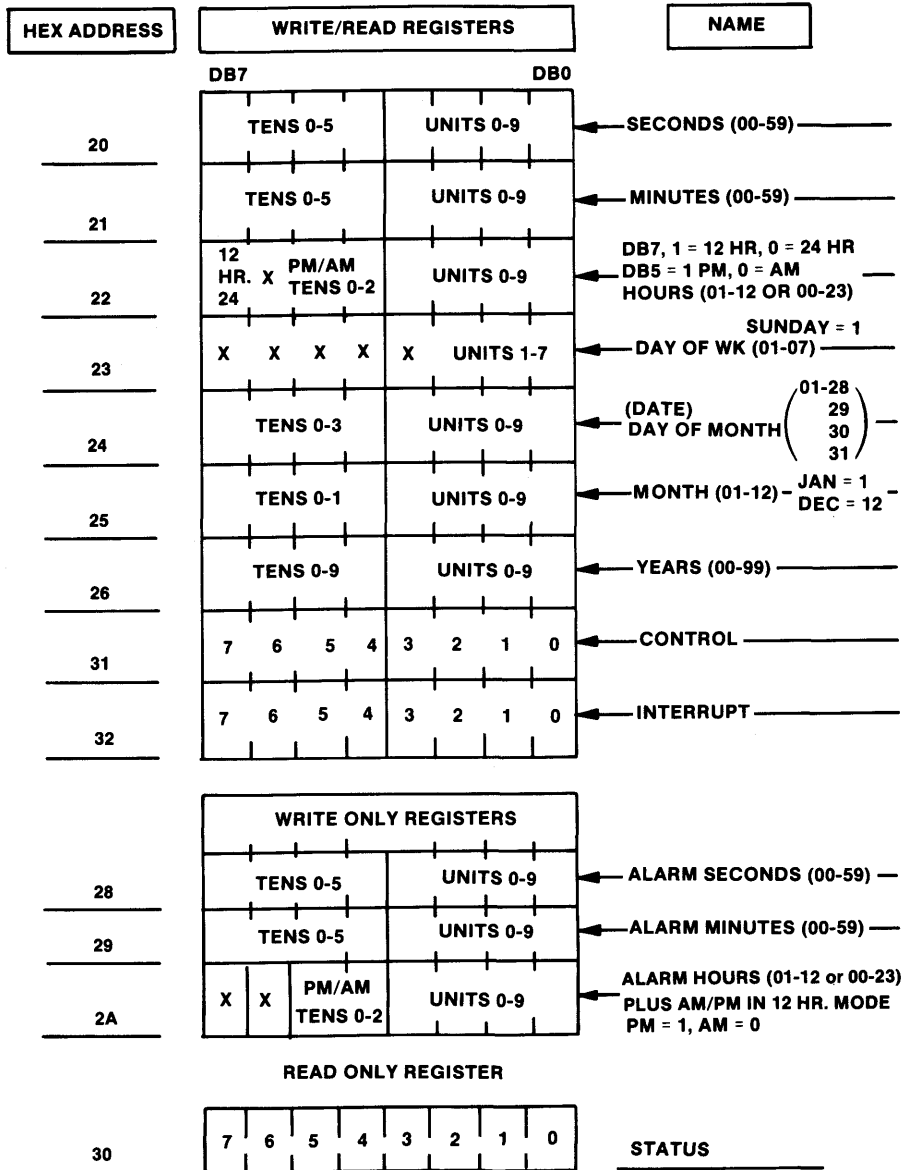 HEX ADDRESS WRITE/READ REGISTERS NAME
DB7 DB0
20 TENS 0-5 UNITS 0-9 SECONDS (00-59)
21 TENS 0-5 UNITS 0-9 MINUTES (00-59)
22
12
HR.
24
X
PM/AM
TENS 0-2
UNITS 0-9
DB7, 1 = 12 HR, 0 = 24 HR
DB5 = 1 PM, 0 = AM
HOURS (01-12 OR 00-23)
SUNDAY = 1
23 X X X X X UNITS 1-7 DAY OF WK (01-07)
24 TENS 0-3 UNITS 0-9
(DATE)
DAY OF MONTH
01-28
29
30
31
25 TENS 0-1 UNITS 0-9 MONTH (01-12) - JAN = 1
DEC = 12 -
26 TENS 0-9 UNITS 0-9 YEARS (00-99)
31 7 6 5 4 3 2 1 0 CONTROL
32 7 6 5 4 3 2 1 0 INTERRUPT
WRITE ONLY REGISTERS
28 TENS 0-5 UNITS 0-9 ALARM SECONDS (00-59)
29 TENS 0-5 UNITS 0-9 ALARM MINUTES (00-59)
2A X X
PM/AM
TENS 0-2
UNITS 0-9
ALARM HOURS (01-12 or 00-23)
PLUS AM/PM IN 12 HR. MODE
PM = 1, AM = 0
READ ONLY REGISTER
30 7 6 5 4 3 2 1 0 STATUS